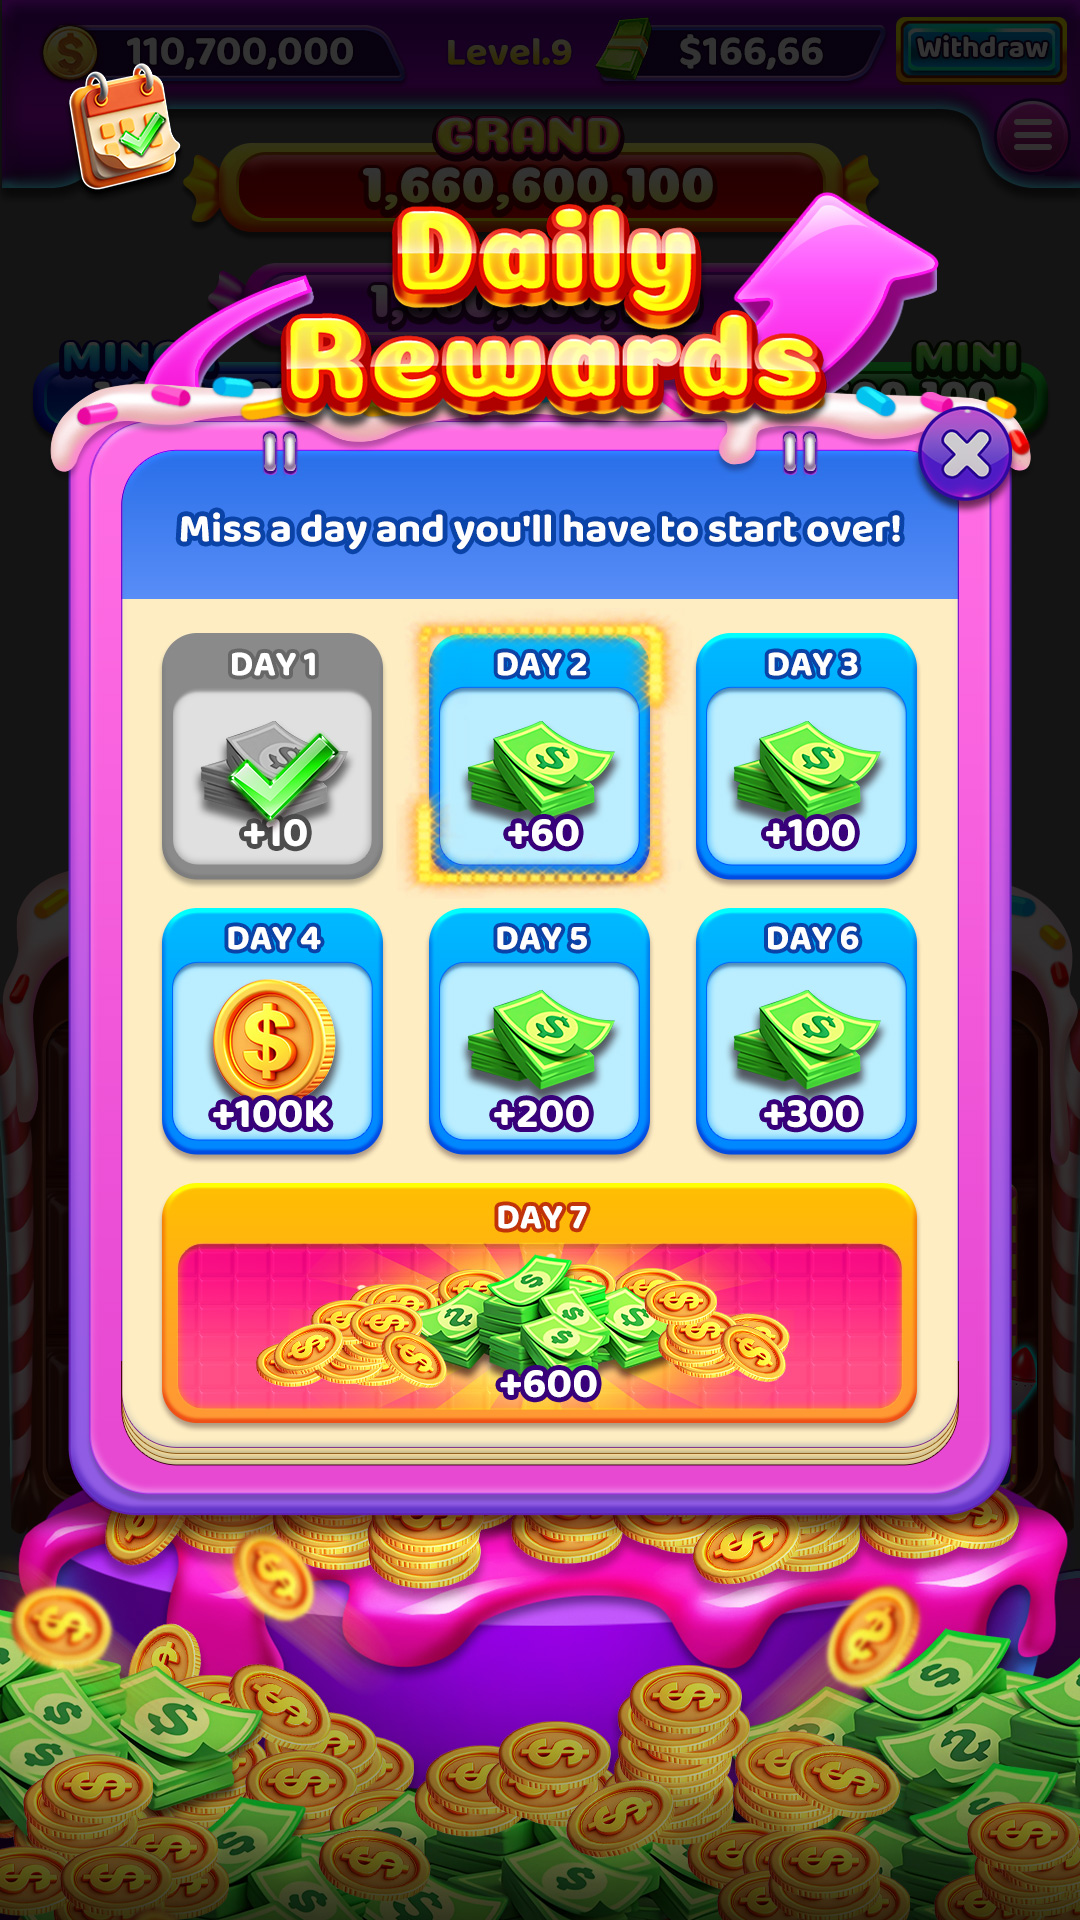 110,700,000
Level.9
$166,66
Withdraw
GRAND
1,660,600,100
Daily
Rewards
MINI
Miss a day and you'll have to start over!
DAY 1
DAY 2
DAY 3
+10
+60
+100
DAY 4
DAY 5
DAY 6
+100K
+200
+300
DAY 7
+600